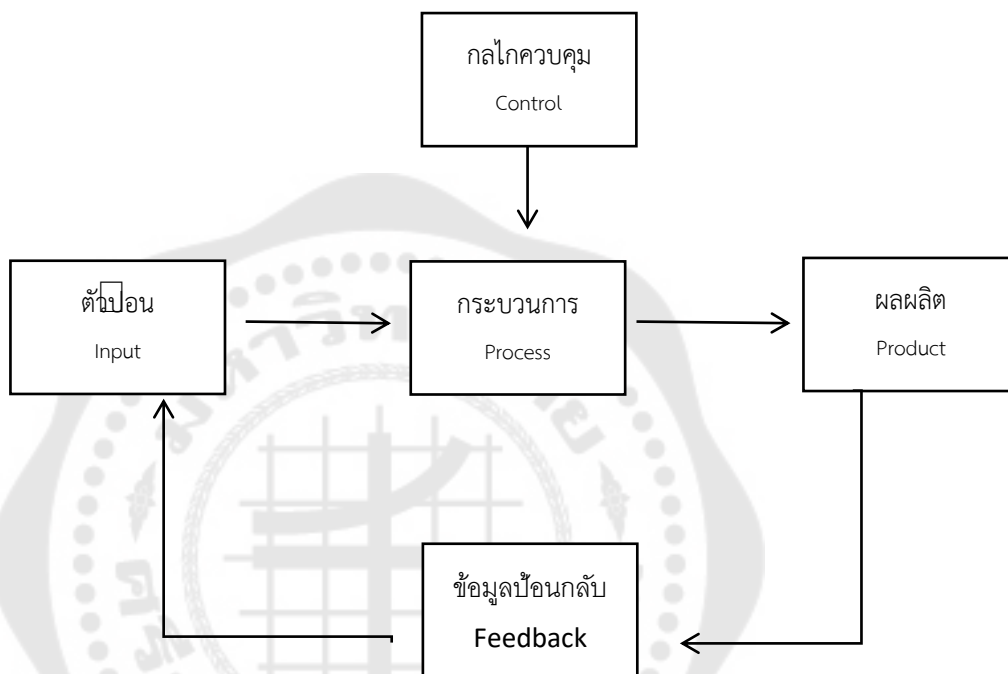 กลไกควบคุม
Control
ตัวปอน
Input
กระบวนการ
Process
ผลผลิต
Product
ข้อมูลป้อนกลับ
Feedback